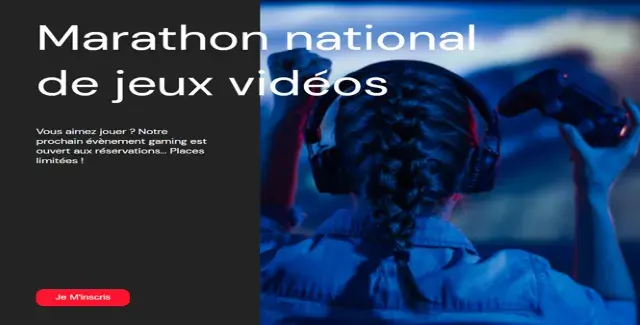 Marathon national
de jeux vidéos
Vous aimez jouer ? Notre
prochain évènement gaming est
ouvert aux réservations... Places
limitées !
Je M'inscris